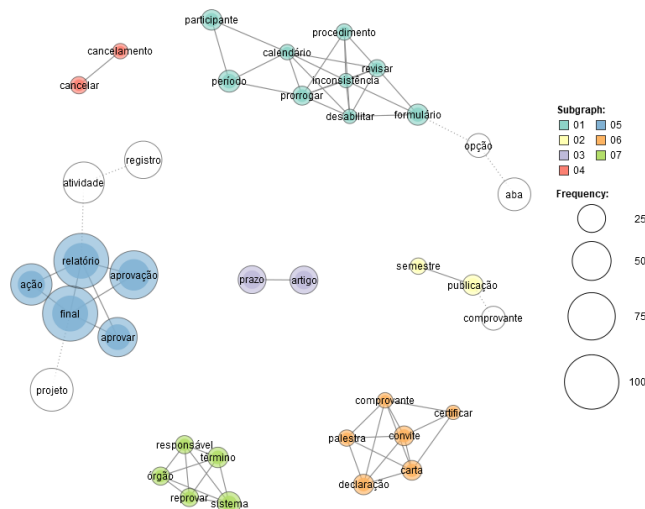 participante
procedimento
cancelamento
calendário
revisar
cancelar
período
inconsistência
prorrogar
desabilitar
formulário
opção
aba
registro
atividade
relatório
aprovação
ação
final
aprovar
projeto
prazo
artigo
semestre
publicação
comprovante
comprovante
certificar
palestra
convite
carta
declaração
responsável
término
órgão
reprovar
sistema
Subgraph:
01 05
02 06
03 07
04
Frequency:
25
50
75
100